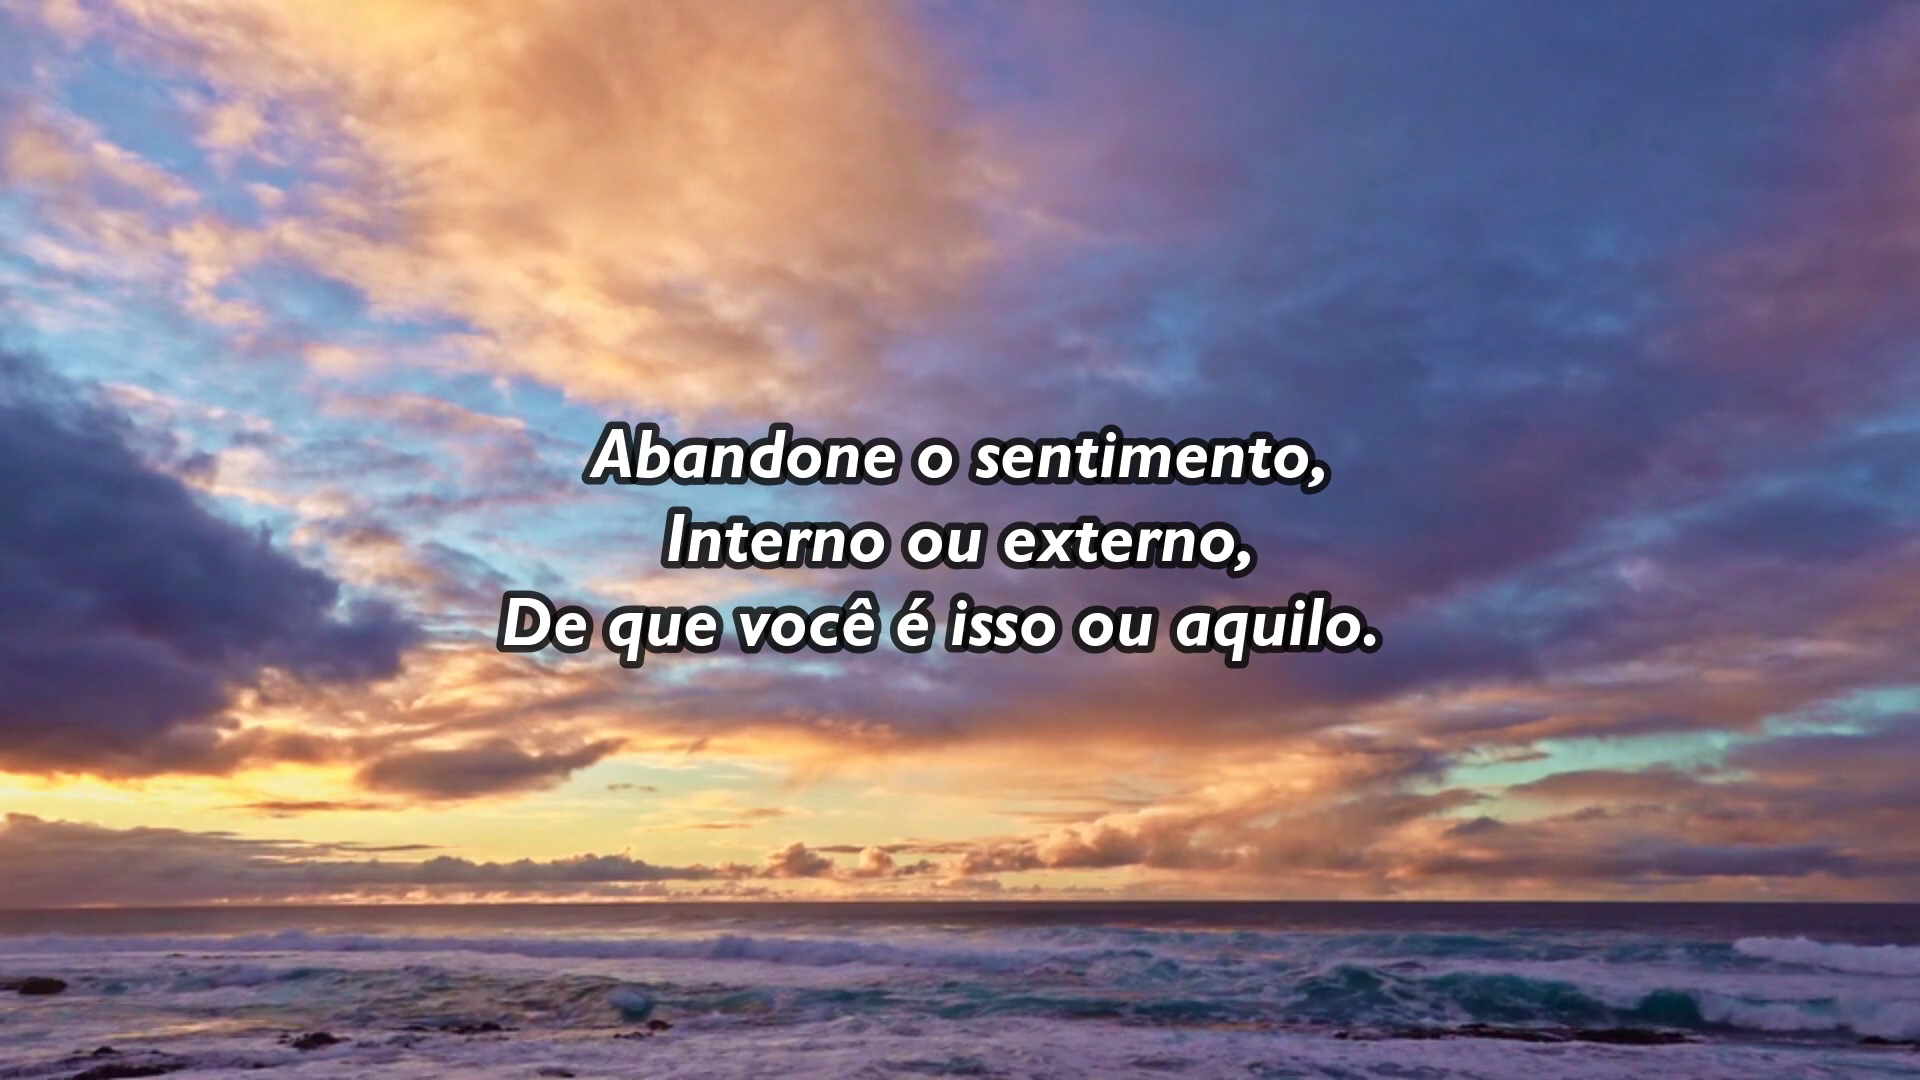 Abandone o sentimento,
Interno ou externo,
De que você é isso ou aquilo.